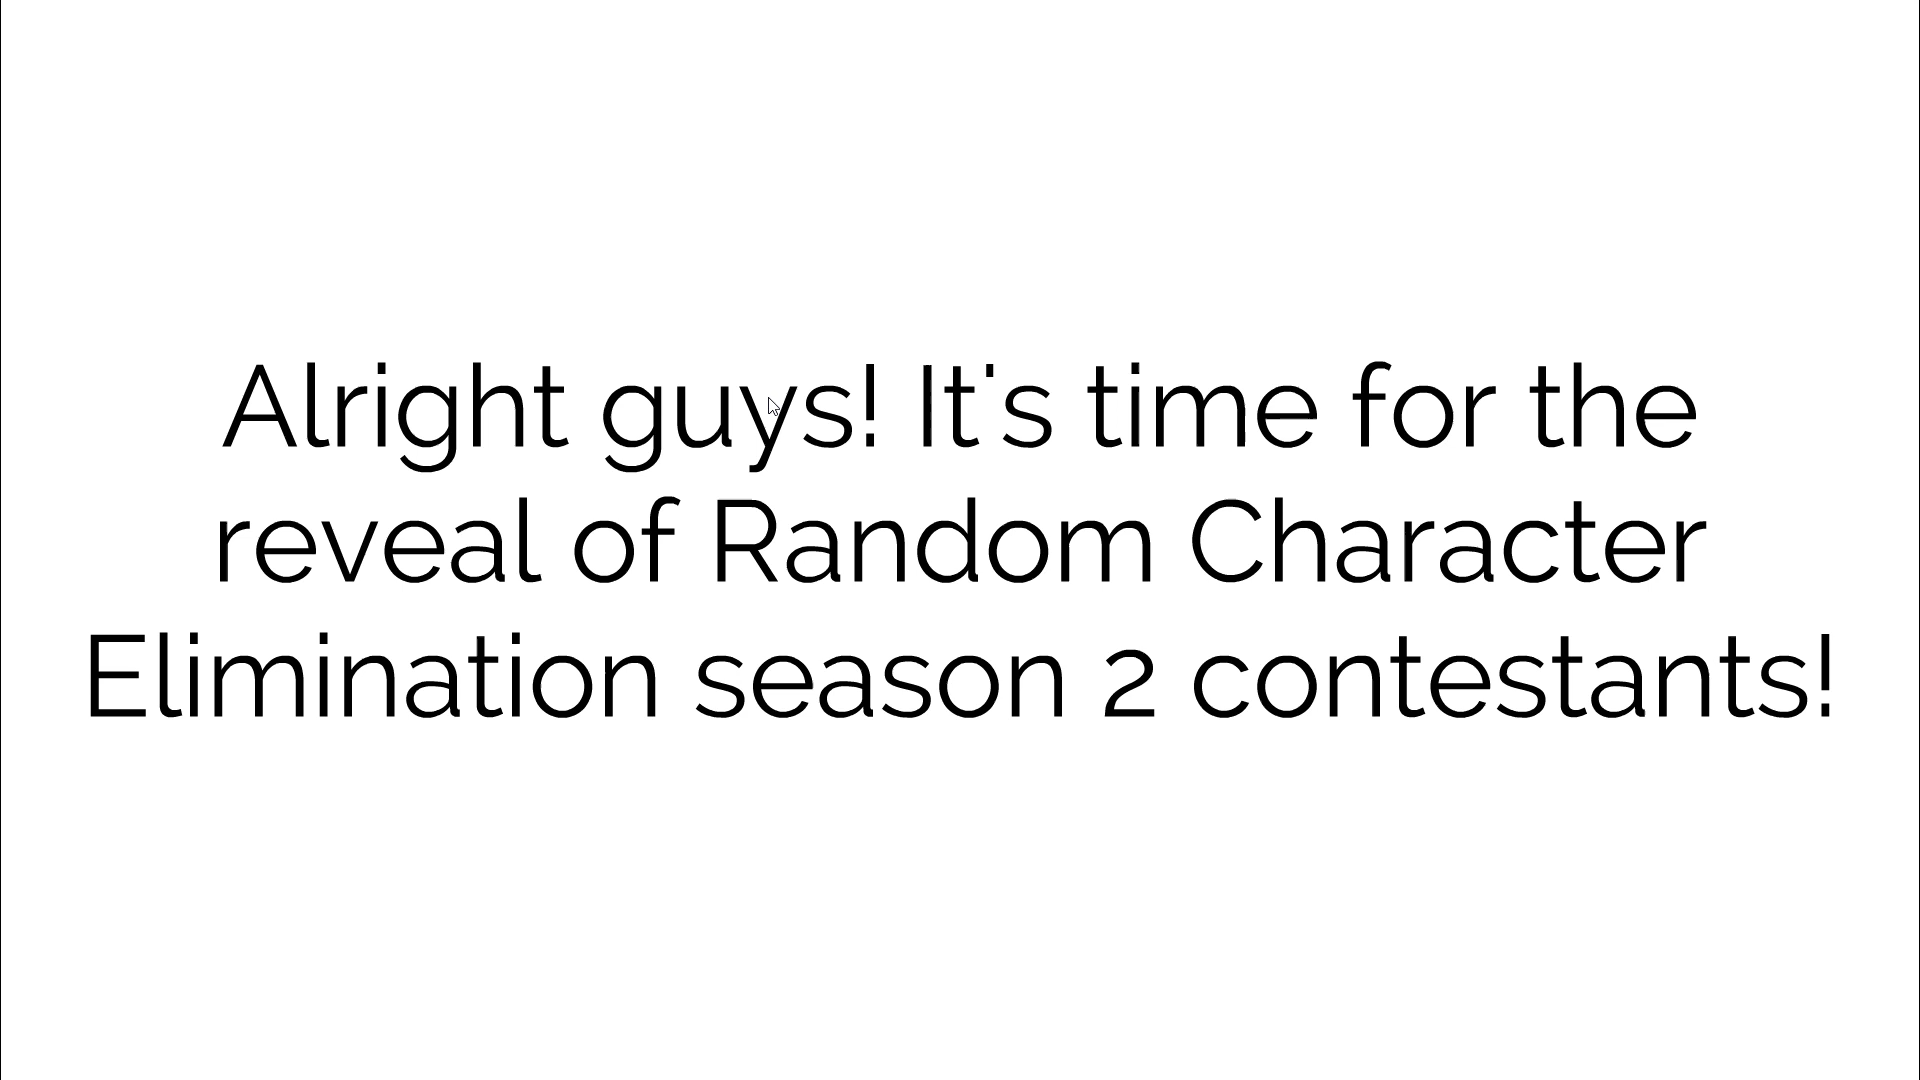 Alright guys! It's time for the
reveal of Random Character
Elimination season 2 contestants!